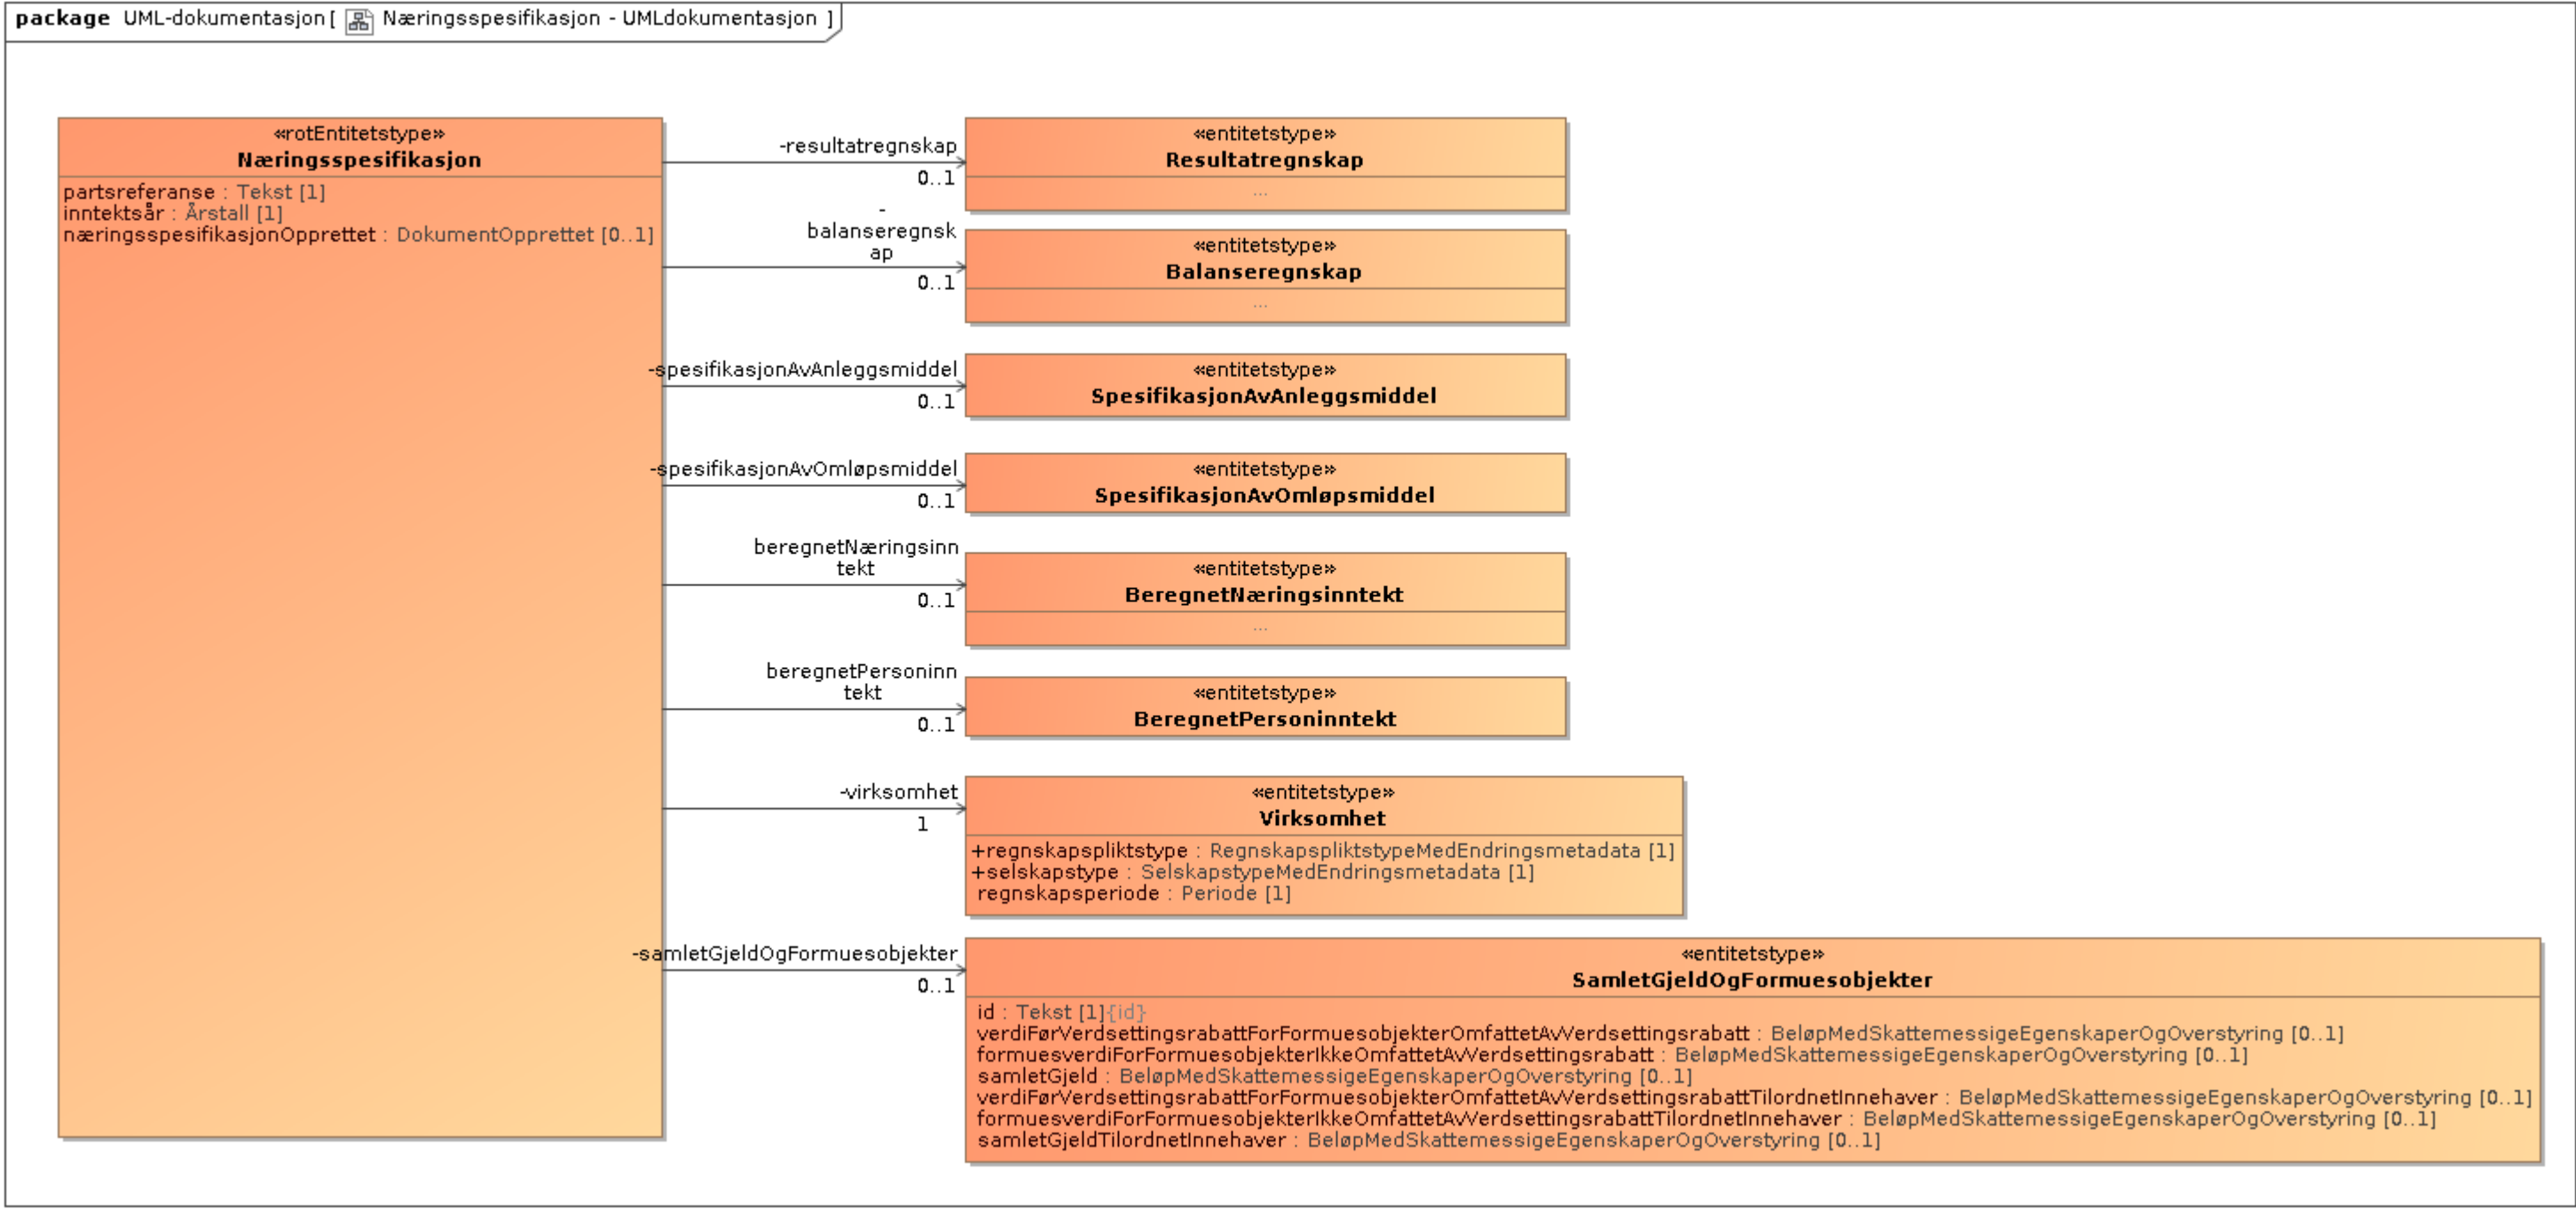 package UML-dokumentasjon[ Næringsspesifikasjon - UMLdokumentasjon ]
«rotEntitetstype»
Næringsspesifikasjon
partsreferanse : Tekst [1]
inntektsår : Årstall [1]
næringsspesifikasjonOpprettet : DokumentOpprettet [0..1]
-resultatregnskap
0..1
«entitetstype»
Resultatregnskap
...
-
balanseregnsk
ap
0..1
«entitetstype»
Balanseregnskap
...
-spesifikasjonAvAnleggsmiddel
0..1
«entitetstype»
SpesifikasjonAvAnleggsmiddel
-spesifikasjonAvOmløpsmiddel
0..1
«entitetstype»
SpesifikasjonAvOmløpsmiddel
beregnetNæringsinn
tekt
0..1
«entitetstype»
BeregnetNæringsinntekt
...
beregnetPersoninn
tekt
0..1
«entitetstype»
BeregnetPersoninntekt
-virksomhet
1
«entitetstype»
Virksomhet
+regnskapspliktstype : RegnskapspliktstypeMedEndringsmetadata [1]
+selskapstype : SelskapstypeMedEndringsmetadata [1]
regnskapsperiode : Periode [1]
-samletGjeldOgFormuesobjekter
0..1
«entitetstype»
SamletGjeldOgFormuesobjekter
id : Tekst [1]{id}
verdiFørVerdsettingsrabattForFormuesobjekterOmfattetAvVerdsettingsrabatt : BeløpMedSkattemessigeEgenskaperOgOverstyring [0..1]
formuesverdiForFormuesobjekterIkkeOmfattetAvVerdsettingsrabatt : BeløpMedSkattemessigeEgenskaperOgOverstyring [0..1]
samletGjeld : BeløpMedSkattemessigeEgenskaperOgOverstyring [0..1]
verdiFørVerdsettingsrabattForFormuesobjekterOmfattetAvVerdsettingsrabattTilordnetInnehaver : BeløpMedSkattemessigeEgenskaperOgOverstyring [0..1]
formuesverdiForFormuesobjekterIkkeOmfattetAvVerdsettingsrabattTilordnetInnehaver : BeløpMedSkattemessigeEgenskaperOgOverstyring [0..1]
samletGjeldTilordnetInnehaver : BeløpMedSkattemessigeEgenskaperOgOverstyring [0..1]